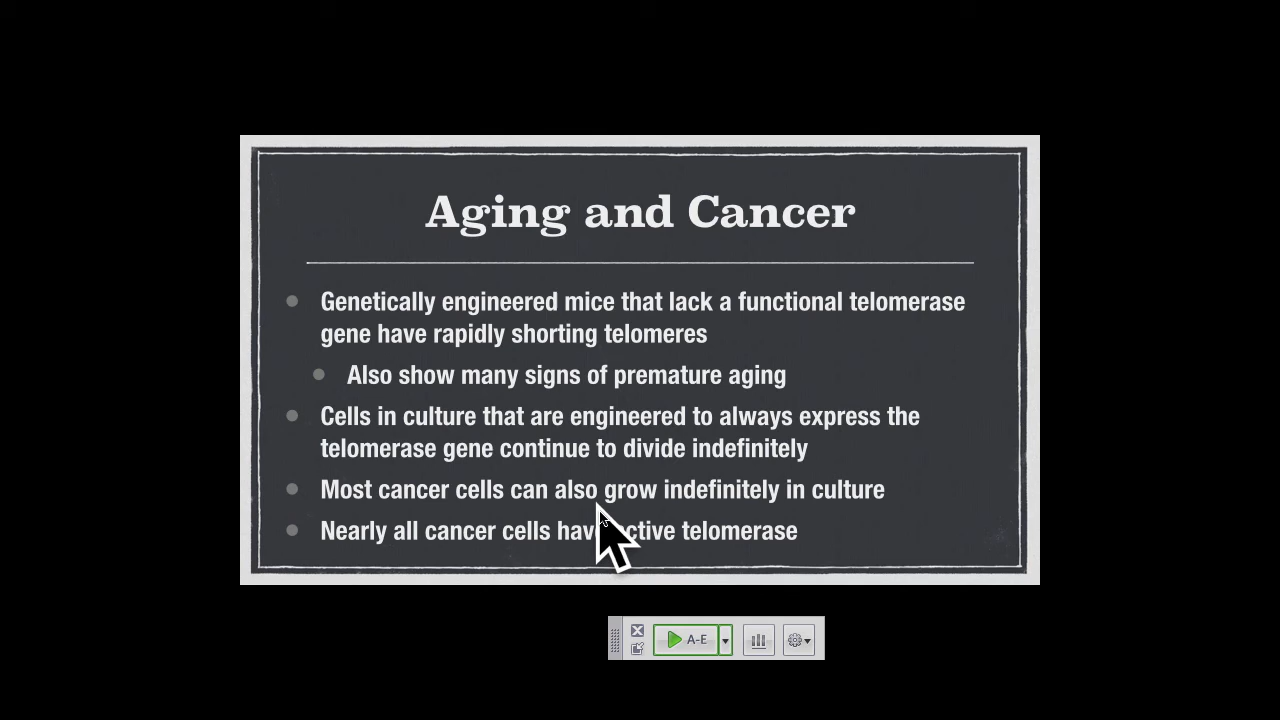 Aging and Cancer
Genetically engineered mice that lack a functional telomerase
gene have rapidly shorting telomeres
Also show many signs of premature aging
Cells in culture that are engineered to always express the
telomerase gene continue to divide indefinitely
Most cancer cells can also grow indefinitely in culture
Nearly all cancer cells have active telomerase
A-E